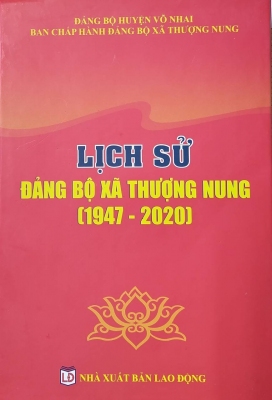 ĐẢNG BỘ HUYỆN VÕ NHAI
BAN CHẤP HÀNH ĐẢNG BỘ XÃ THƯỢNG NUNG
LỊCH SỬ
ĐẢNG BỘ XÃ THƯỢNG NUNG
(1947 - 2020)
LĐ
NHÀ XUẤT BẢN LAO ĐỘNG